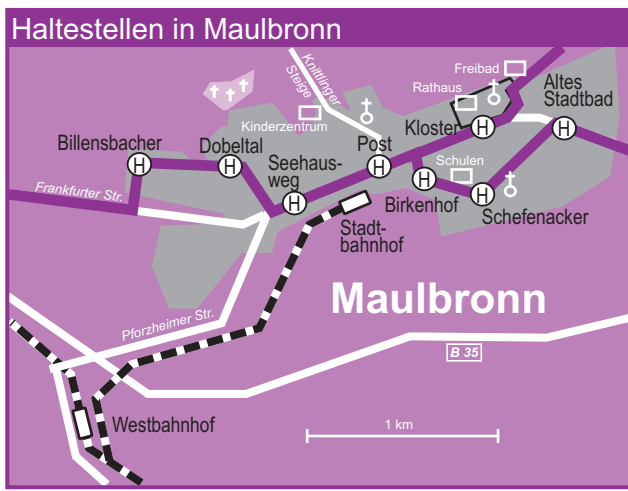 Haltestellen in Maulbronn
Knittlinger
Steige
Freibad
Rathaus
Altes
Stadtbad
Kinderzentrum
Kloster
Billensbacher
Dobeltal
Post
H
H
H
H
H
Seehaus-
weg
Schulen
H
H
H
Frankfurter Str.
Birkenhof
Schefenacker
Stadt-
bahnhof
Maulbronn
Pforzheimer Str.
B 35
Westbahnhof
1 km